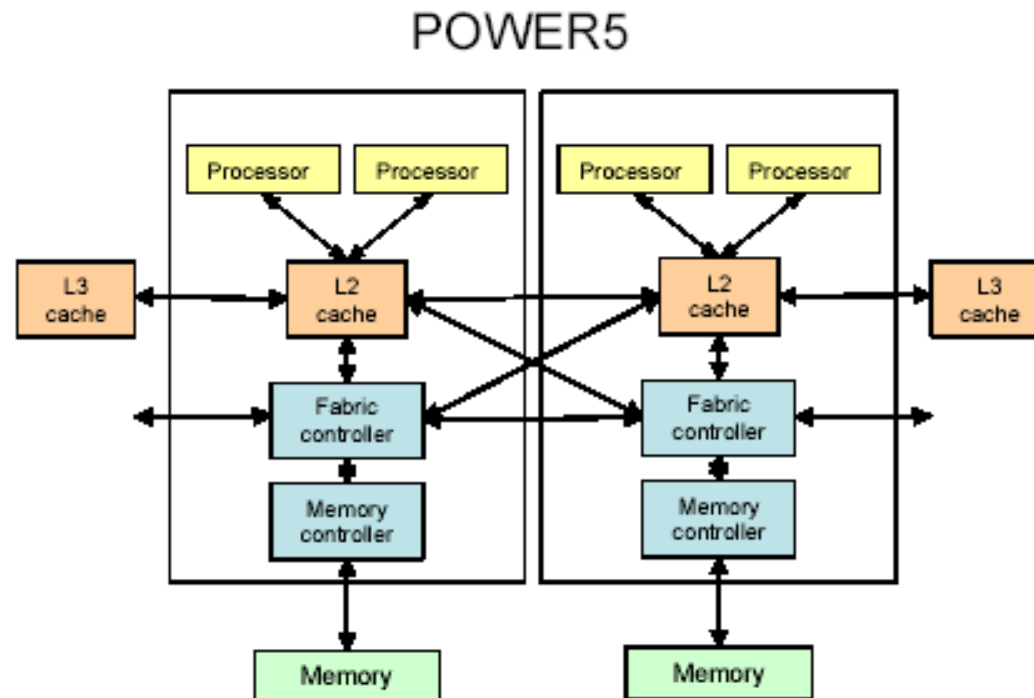 POWER5
Processor
Processor
Processor
Processor
L3
cache
L2
cache
L2
cache
L3
cache
Fabric
controller
Fabric
controller
Memory
controller
Memory
controller
Memory
Memory